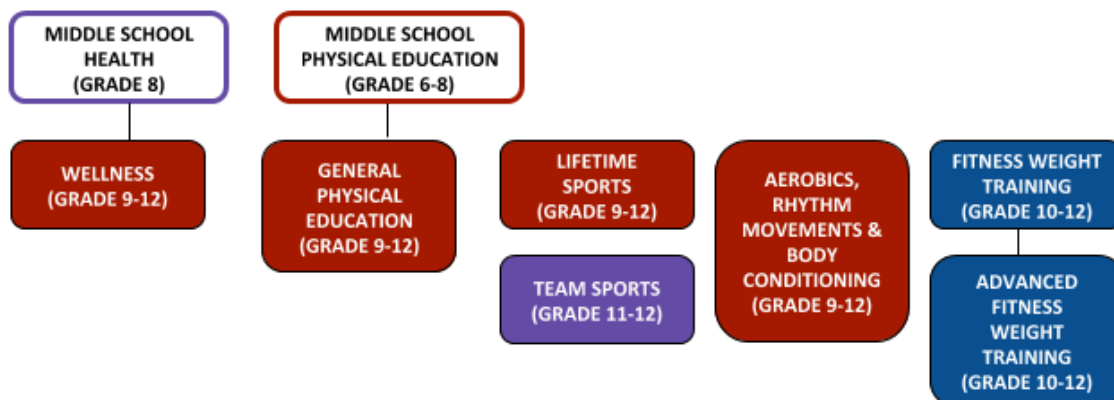 MIDDLE SCHOOL
HEALTH
(GRADE 8)
MIDDLE SCHOOL
PHYSICAL EDUCATION
(GRADE 6-8)
WELLNESS
(GRADE 9-12)
GENERAL
PHYSICAL
EDUCATION
(GRADE 9-12)
LIFETIME
SPORTS
(GRADE 9-12)
TEAM SPORTS
(GRADE 11-12)
AEROBICS,
RHYTHM
MOVEMENTS &
BODY
CONDITIONING
(GRADE 9-12)
FITNESS WEIGHT
TRAINING
(GRADE 10-12)
ADVANCED
FITNESS
WEIGHT
TRAINING
(GRADE 10-12)